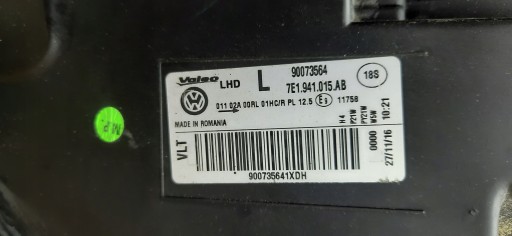 Valeo LHD L 90073564
7E1.941.015.AB 18S
011 02A 00RL 01HC/R PL 12.5 E9 11758
MADE IN ROMANIA
VLT
900735641XDH
H4
P21W
PY21W
W5W
0000
27/11/16 10:21